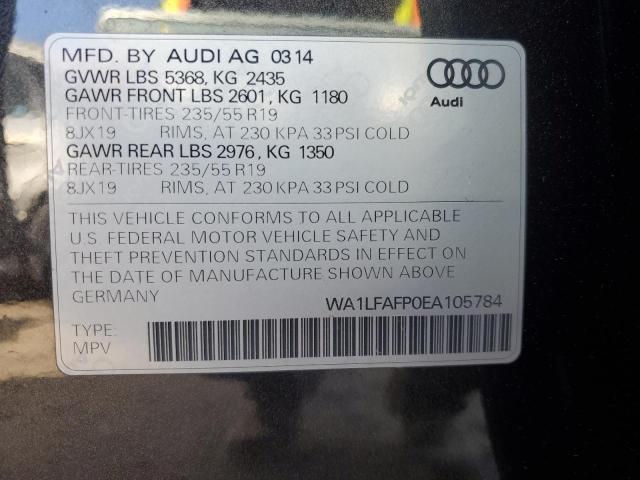 MFD. BY AUDI AG 03 14
GVWR LBS 5368, KG 2435
GAWR FRONT LBS 2601, KG 1180
FRONT-TIRES 235/55 R19
8JX19 RIMS, AT 230 KPA 33 PSI COLD
GAWR REAR LBS 2976, KG 1350
REAR-TIRES 235/55 R19
8JX19 RIMS, AT 230 KPA 33 PSI COLD
Audi
THIS VEHICLE CONFORMS TO ALL APPLICABLE
U.S. FEDERAL MOTOR VEHICLE SAFETY AND
THEFT PREVENTION STANDARDS IN EFFECT ON
THE DATE OF MANUFACTURE SHOWN ABOVE
GERMANY WA1LFAFP0EA105784
TYPE:
MPV